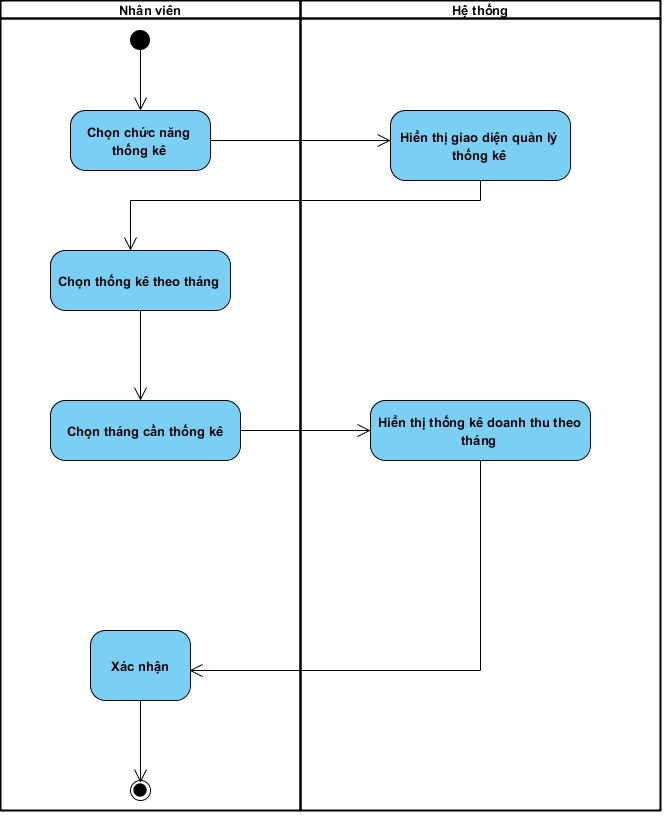 Nhân viên
Hệ thống
Chọn chức năng
thống kê
Hiển thị giao diện quản lý
thống kê
Chọn thống kê theo tháng
Chọn tháng cần thống kê
Hiển thị thống kê doanh thu theo
tháng
Xác nhận